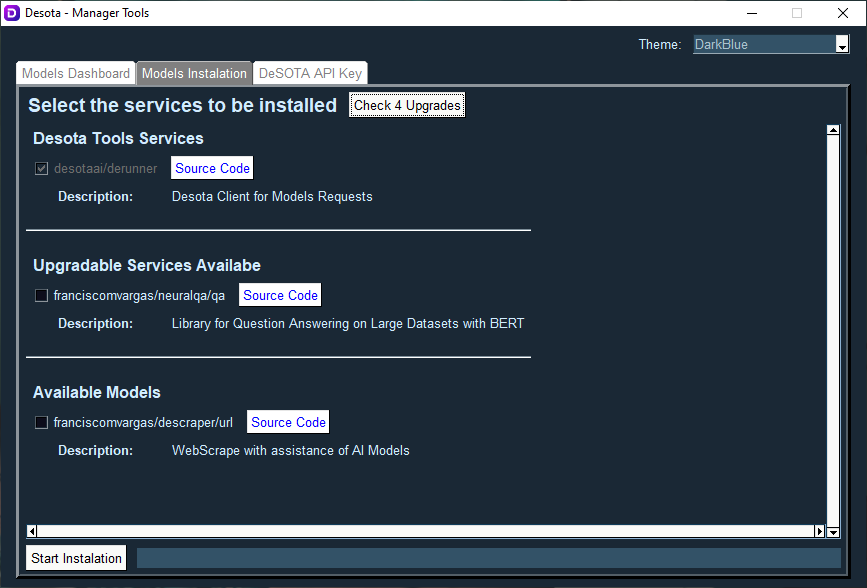 Desota - Manager Tools
Theme: DarkBlue
Models Dashboard Models Instalation DeSOTA API Key
Select the services to be installed Check 4 Upgrades
Desota Tools Services
desotaai/derunner Source Code
Description: Desota Client for Models Requests
Upgradable Services Availabe
franciscomvargas/neuralqa/qa Source Code
Description: Library for Question Answering on Large Datasets with BERT
Available Models
franciscomvargas/descraper/url Source Code
Description: WebScrape with assistance of AI Models
Start Instalation